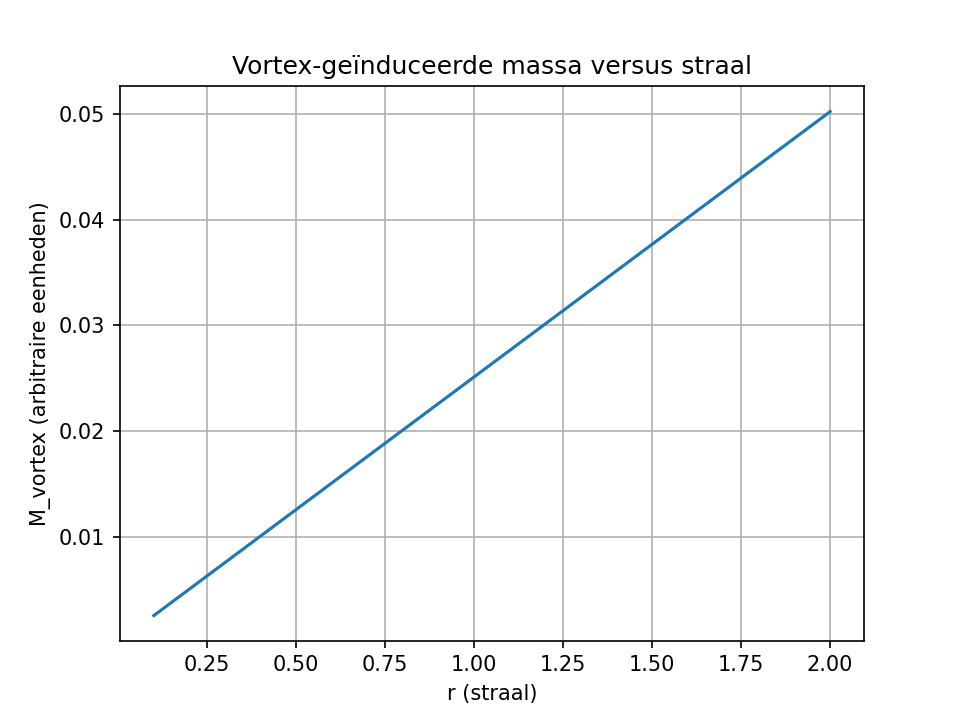 Vortex-geïnduceerde massa versus straal
M_vortex (arbitraire eenheden)
0.05
0.04
0.03
0.02
0.01
0.25 0.50 0.75 1.00 1.25 1.50 1.75 2.00
r (straal)